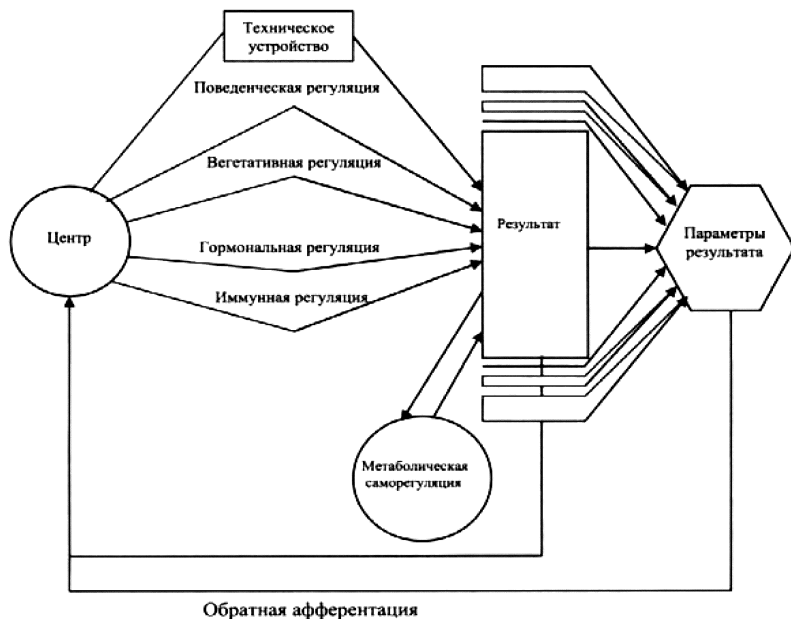 Техническое
устройство
Поведенческая регуляция
Вегетативная регуляция
Центр
Результат
Параметры
результата
Гормональная регуляция
Иммунная регуляция
Метаболическая
саморегуляция
Обратная афферентация